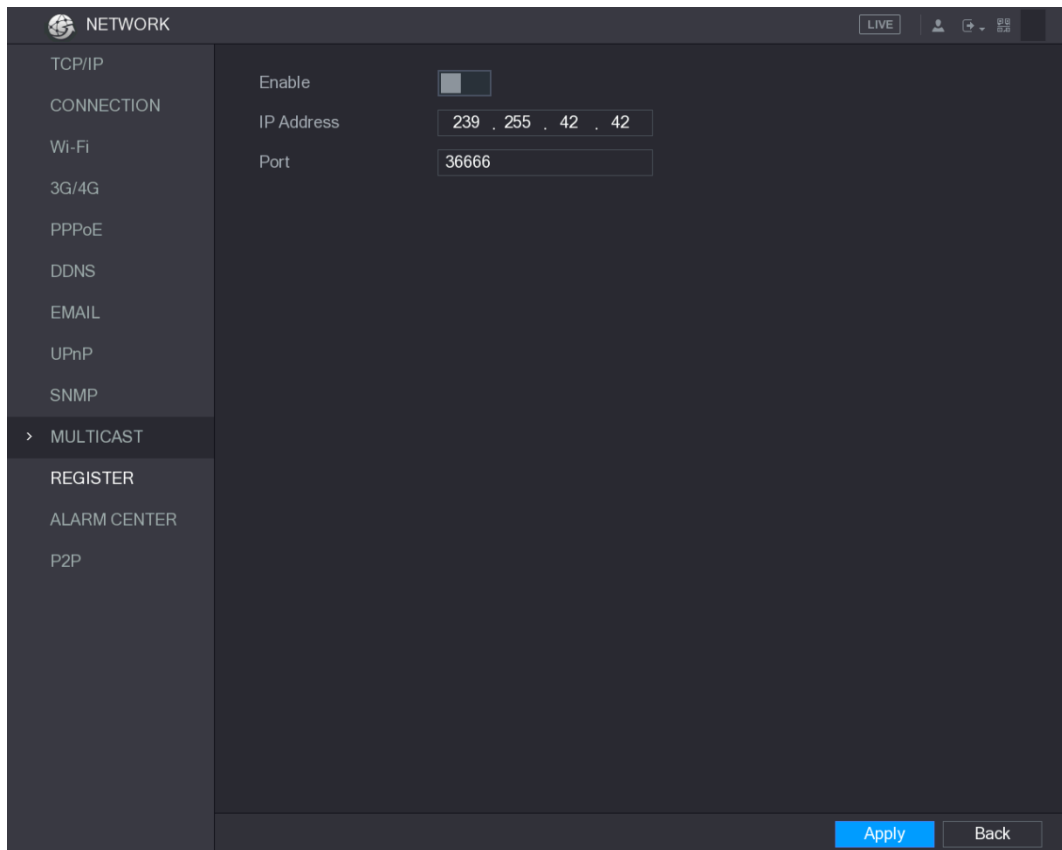 NETWORK
LIVE
TCP/IP
CONNECTION
Wi-Fi
3G/4G
PPPoE
DDNS
EMAIL
UPnP
SNMP
> MULTICAST
REGISTER
ALARM CENTER
P2P
Enable
IP Address 239 . 255 . 42 . 42
Port 36666
Apply Back